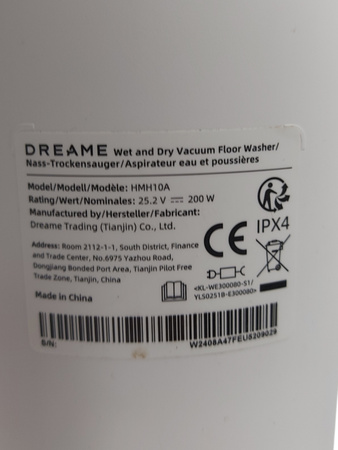 DREAME Wet and Dry Vacuum Floor Washer/
Nass-Trockensauger/Aspirateur eau et poussières
Model/Modell/Modèle: HMH10A
Rating/Wert/Nominales: 25.2 V ⎓ 200 W
Manufactured by/Hersteller/Fabricant:
Dreame Trading (Tianjin) Co., Ltd.
Address: Room 2112-1-1, South District, Finance
and Trade Center, No.6975 Yazhou Road,
Dongjiang Bonded Port Area, Tianjin Pilot Free
Trade Zone, Tianjin, China
Made in China
CE
IPX4
<KL-WE300080-S1/
YLS0251B-E300080>
S/N:
W2408A47FEU8209029